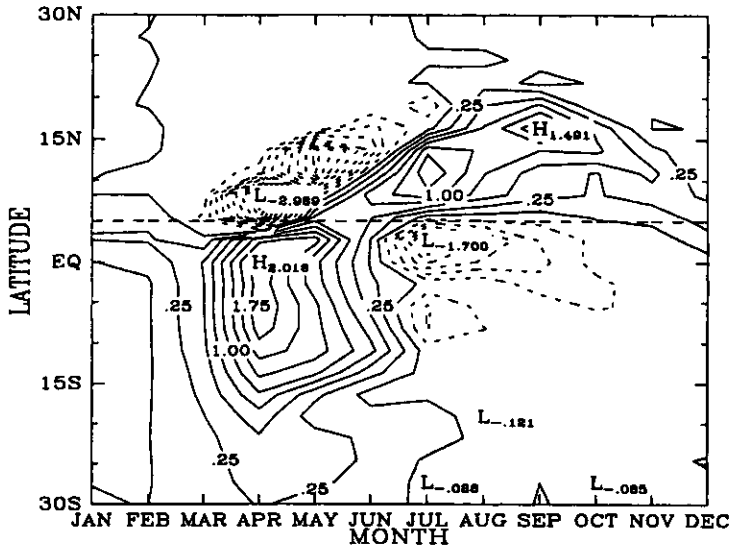 30N
.25
15N
H1.491
L-2.989
.25
1.00
.25
LATITUDE
L-1.700
EQ
H2.018
.25
1.75
.25
1.00
15S
L-.121
.25
.25
L-.088
L-.085
30S
JAN FEB MAR APR MAY JUN JUL AUG SEP OCT NOV DEC
MONTH